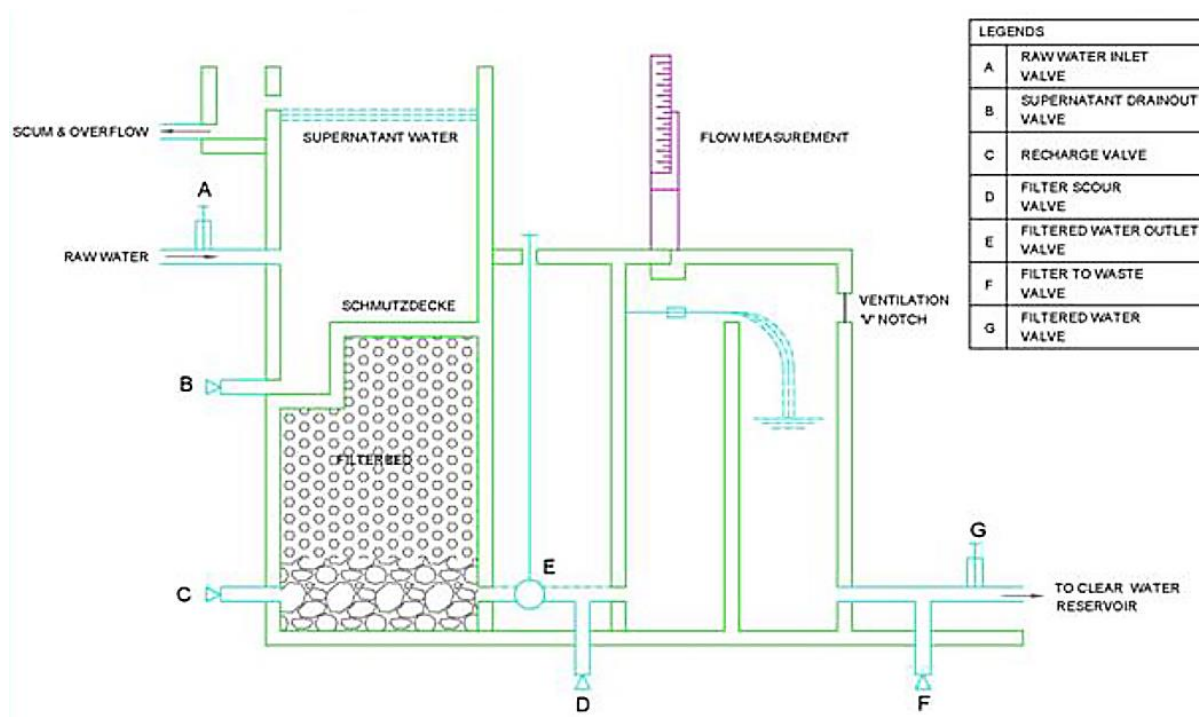 SCUM & OVERFLOW
SUPERNATANT WATER
FLOW MEASUREMENT
A
RAW WATER
SCHMUTZDECKE
VENTILATION
'V' NOTCH
B
FILTERBED
C
E
G
TO CLEAR WATER
RESERVOIR
D
F
LEGENDS
A
RAW WATER INLET
VALVE
B
SUPERNATANT DRAINOUT
VALVE
C
RECHARGE VALVE
D
FILTER SCOUR
VALVE
E
FILTERED WATER OUTLET
VALVE
F
FILTER TO WASTE
VALVE
G
FILTERED WATER
VALVE